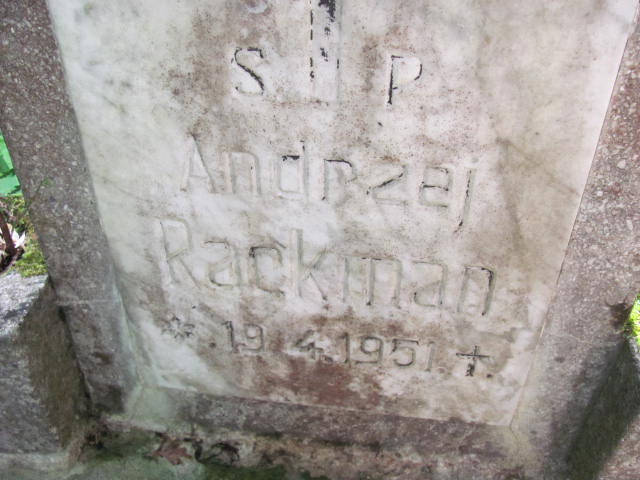 S P
Andrzej
Rackman
* 19.4.1951. +.